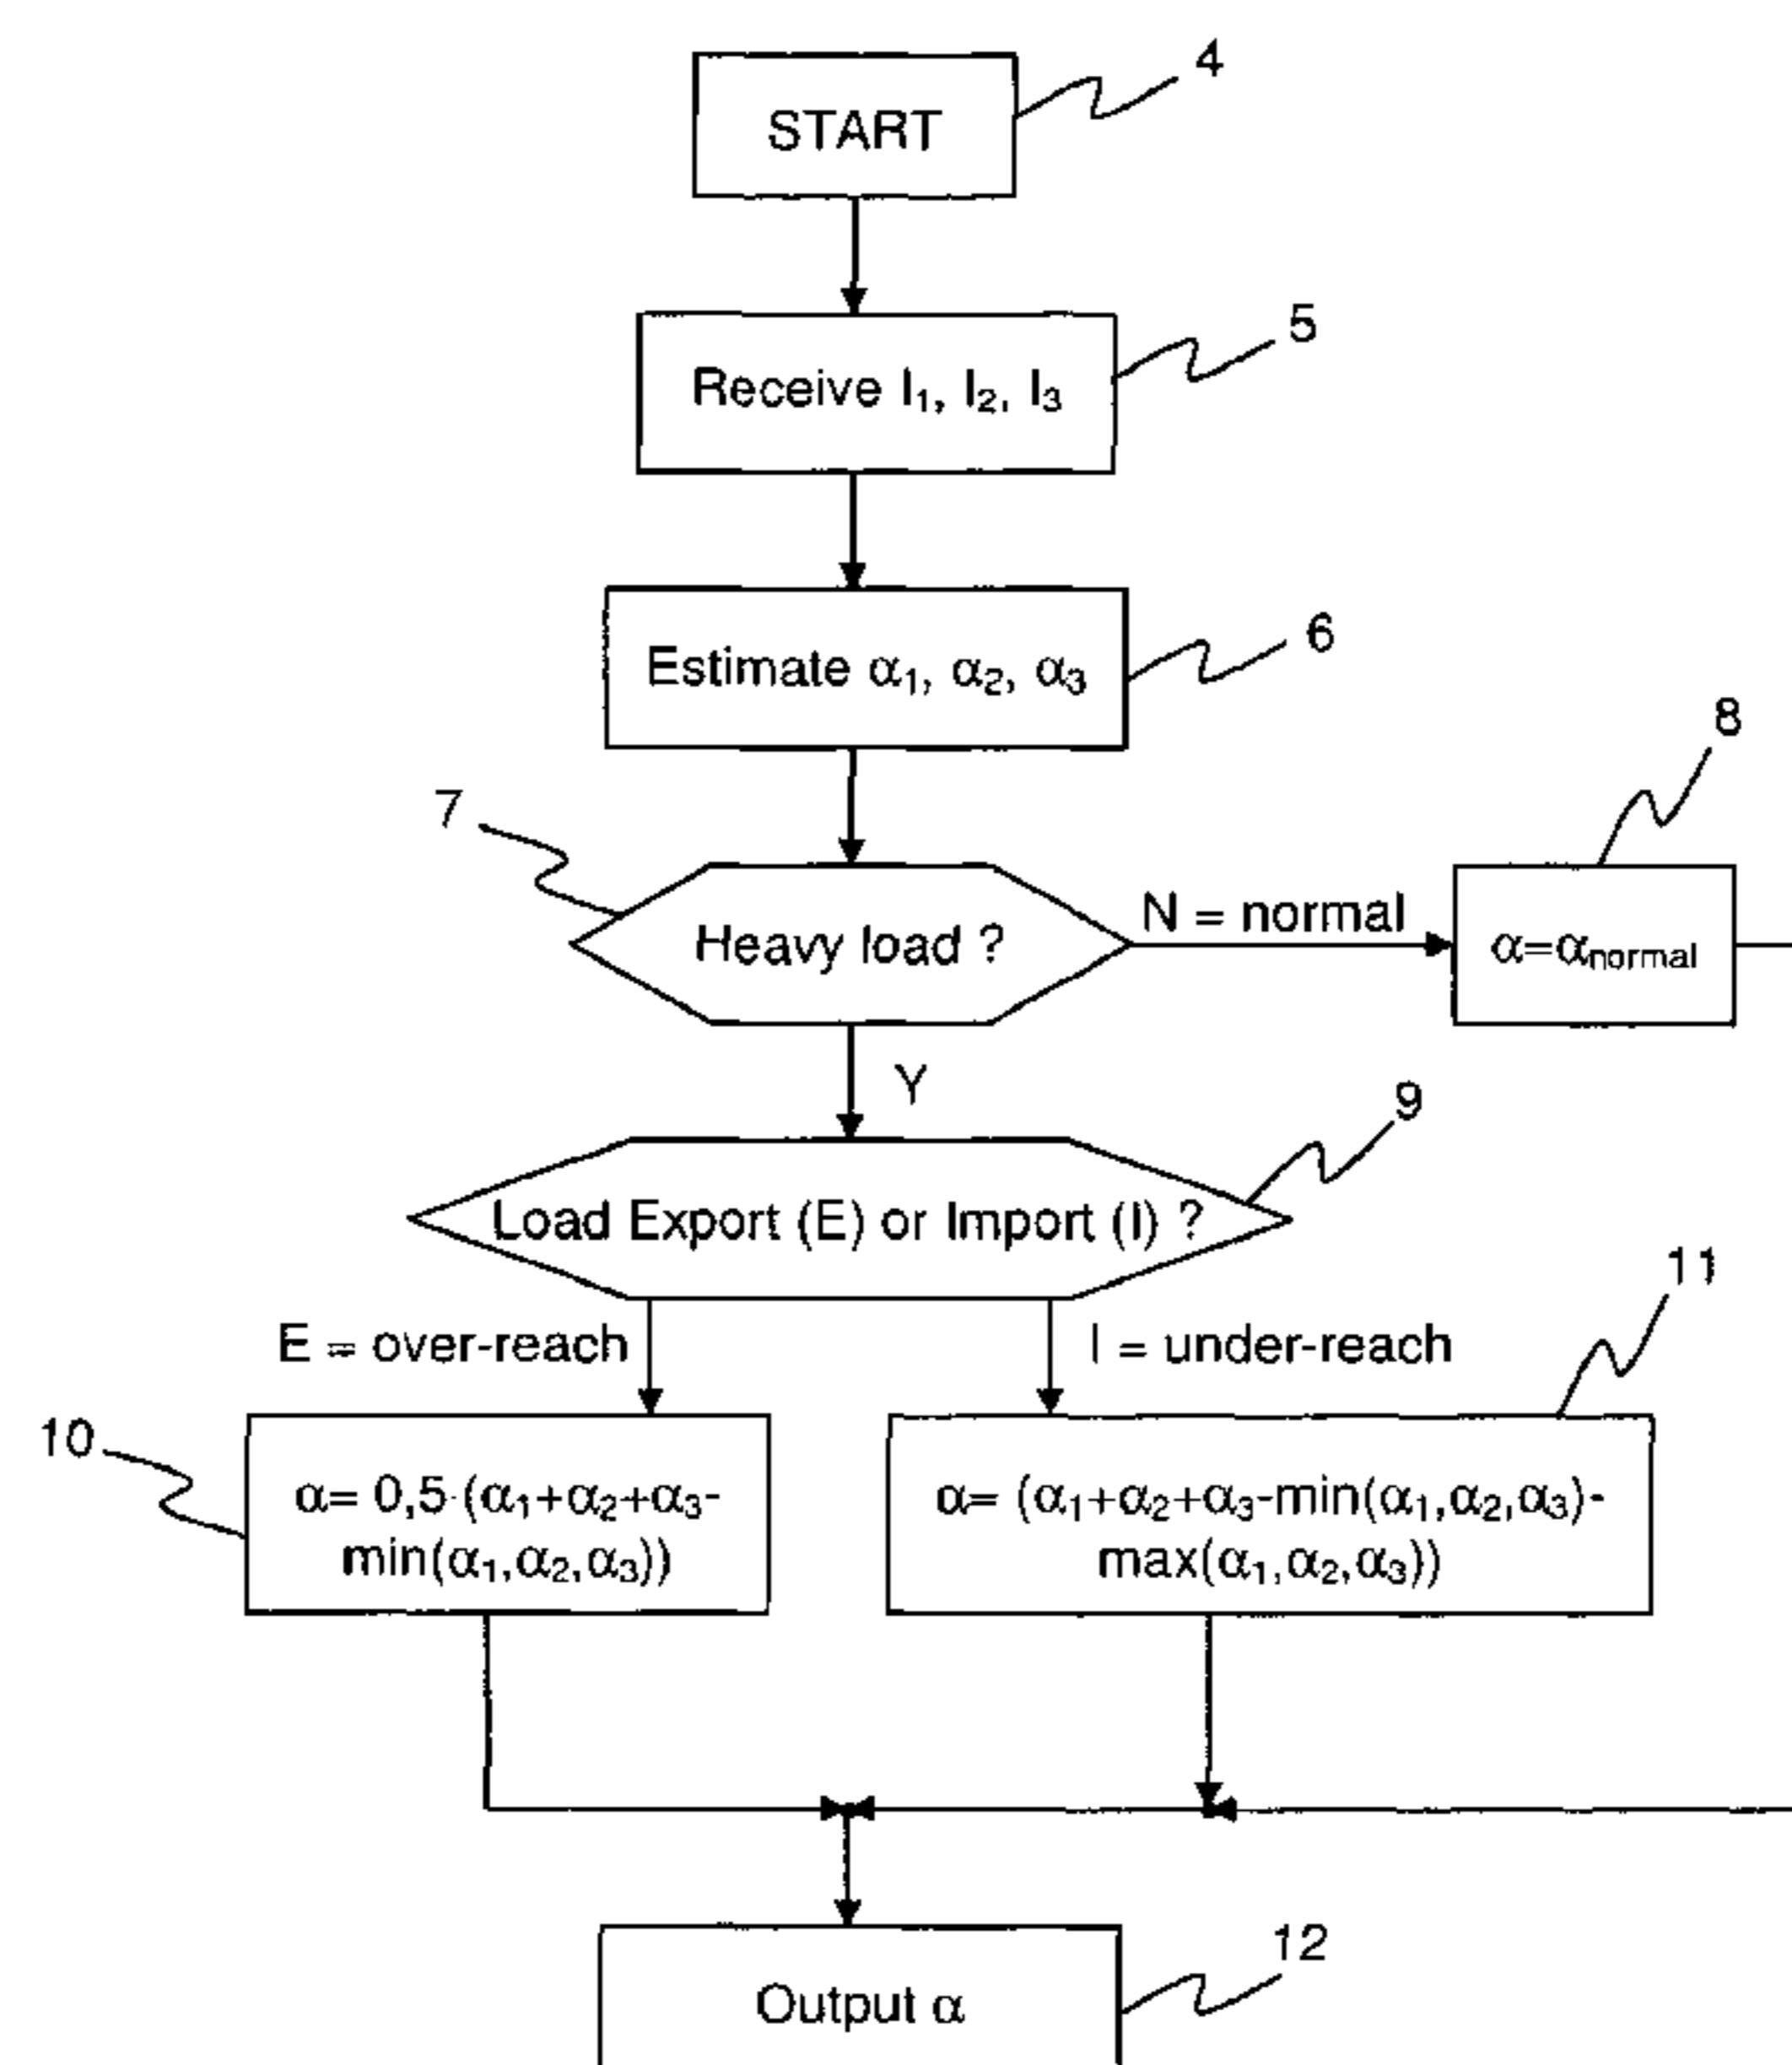 4
START
5
Receive I₁, I₂, I₃
6
Estimate α₁, α₂, α₃
8
7
Heavy load ?
N = normal
α=αnormal
Y
9
Load Export (E) or Import (I) ?
11
E = over-reach
I = under-reach
10
α= 0,5·(α₁+α₂+α₃-
min(α₁,α₂,α₃))
α= (α₁+α₂+α₃-min(α₁,α₂,α₃)-
max(α₁,α₂,α₃))
12
Output α